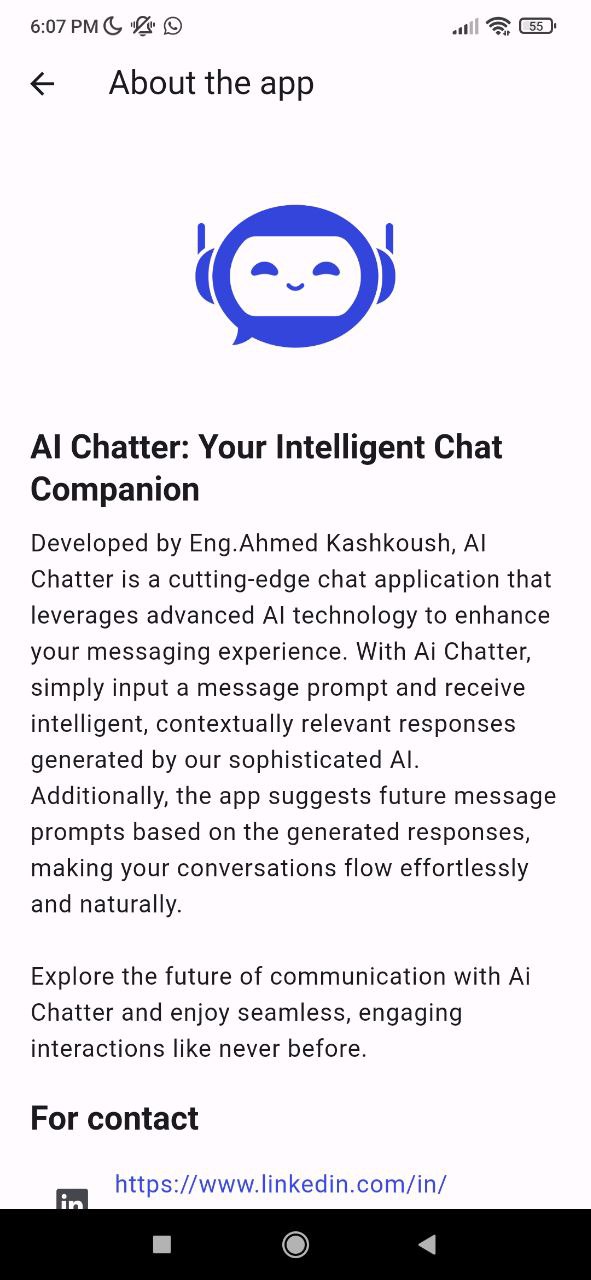 6:07 PM
55
About the app
AI Chatter: Your Intelligent Chat
Companion
Developed by Eng.Ahmed Kashkoush, AI
Chatter is a cutting-edge chat application that
leverages advanced AI technology to enhance
your messaging experience. With Ai Chatter,
simply input a message prompt and receive
intelligent, contextually relevant responses
generated by our sophisticated AI.
Additionally, the app suggests future message
prompts based on the generated responses,
making your conversations flow effortlessly
and naturally.
Explore the future of communication with Ai
Chatter and enjoy seamless, engaging
interactions like never before.
For contact
https://www.linkedin.com/in/
in